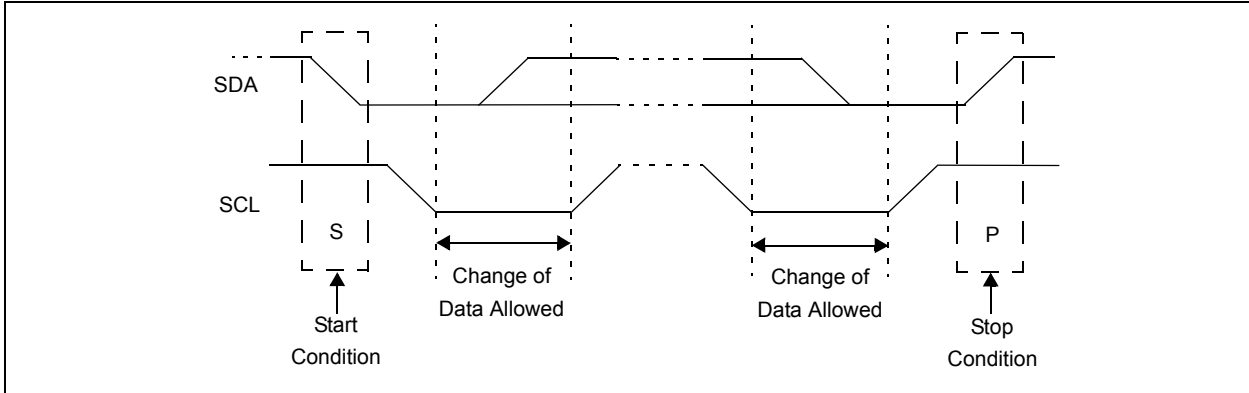 SDA
SCL
S
P
Change of
Data Allowed
Change of
Data Allowed
Start
Condition
Stop
Condition